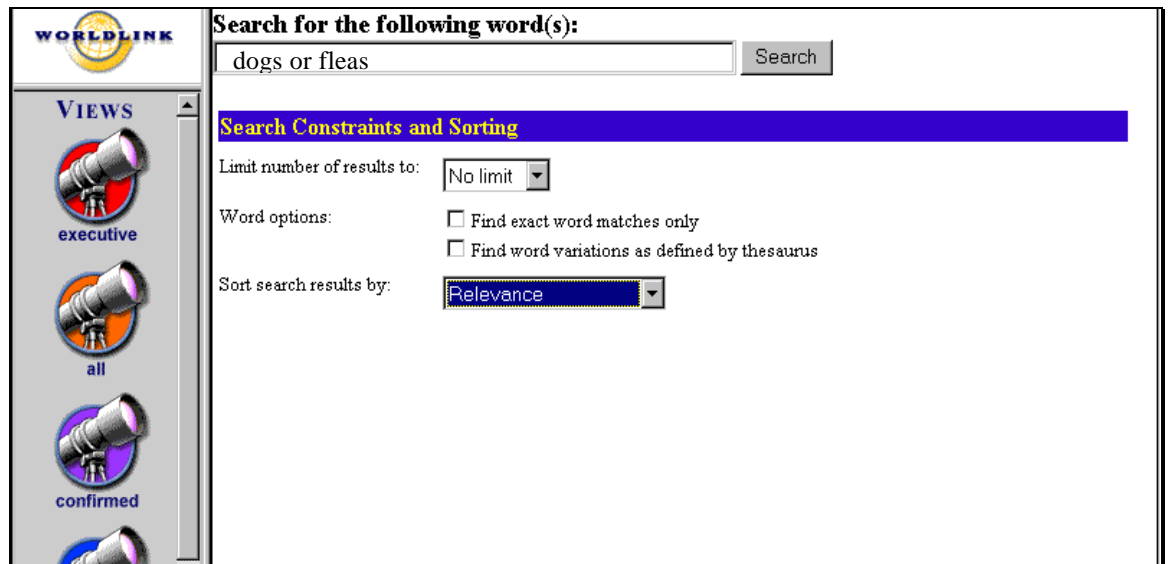 WORLDLINK
VIEWS
executive
all
confirmed
Search for the following word(s):
dogs or fleas
Search
Search Constraints and Sorting
Limit number of results to: No limit
Word options: Find exact word matches only
Find word variations as defined by thesaurus
Sort search results by: Relevance